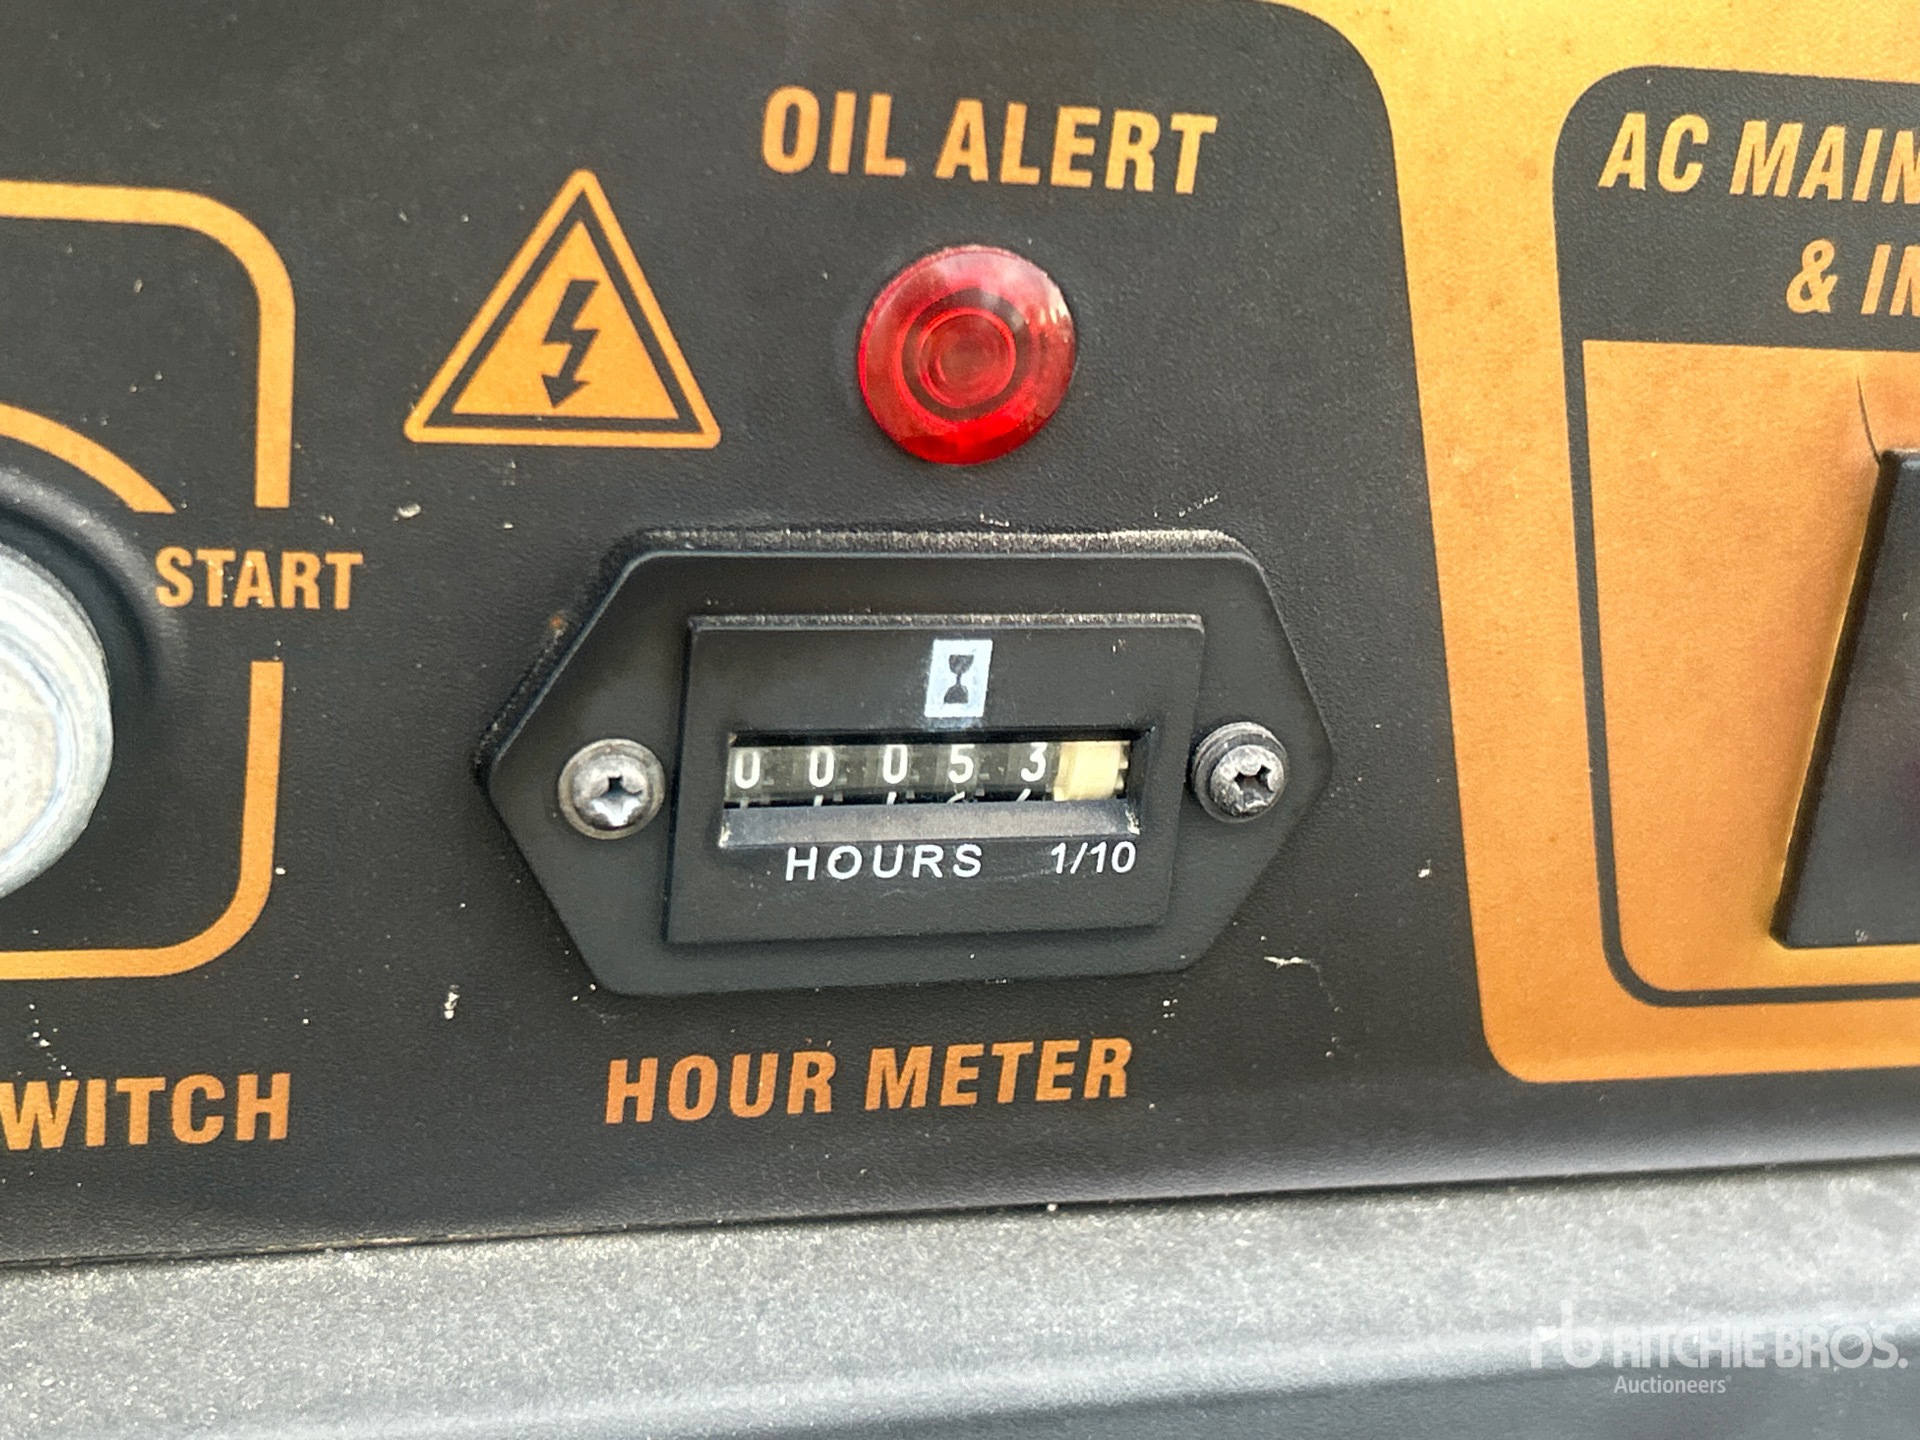 OIL ALERT
AC MAIN
& IN
START
0 0 0 5 3
HOURS 1/10
HOUR METER
WITCH
rb RITCHIE BROS.
Auctioneers